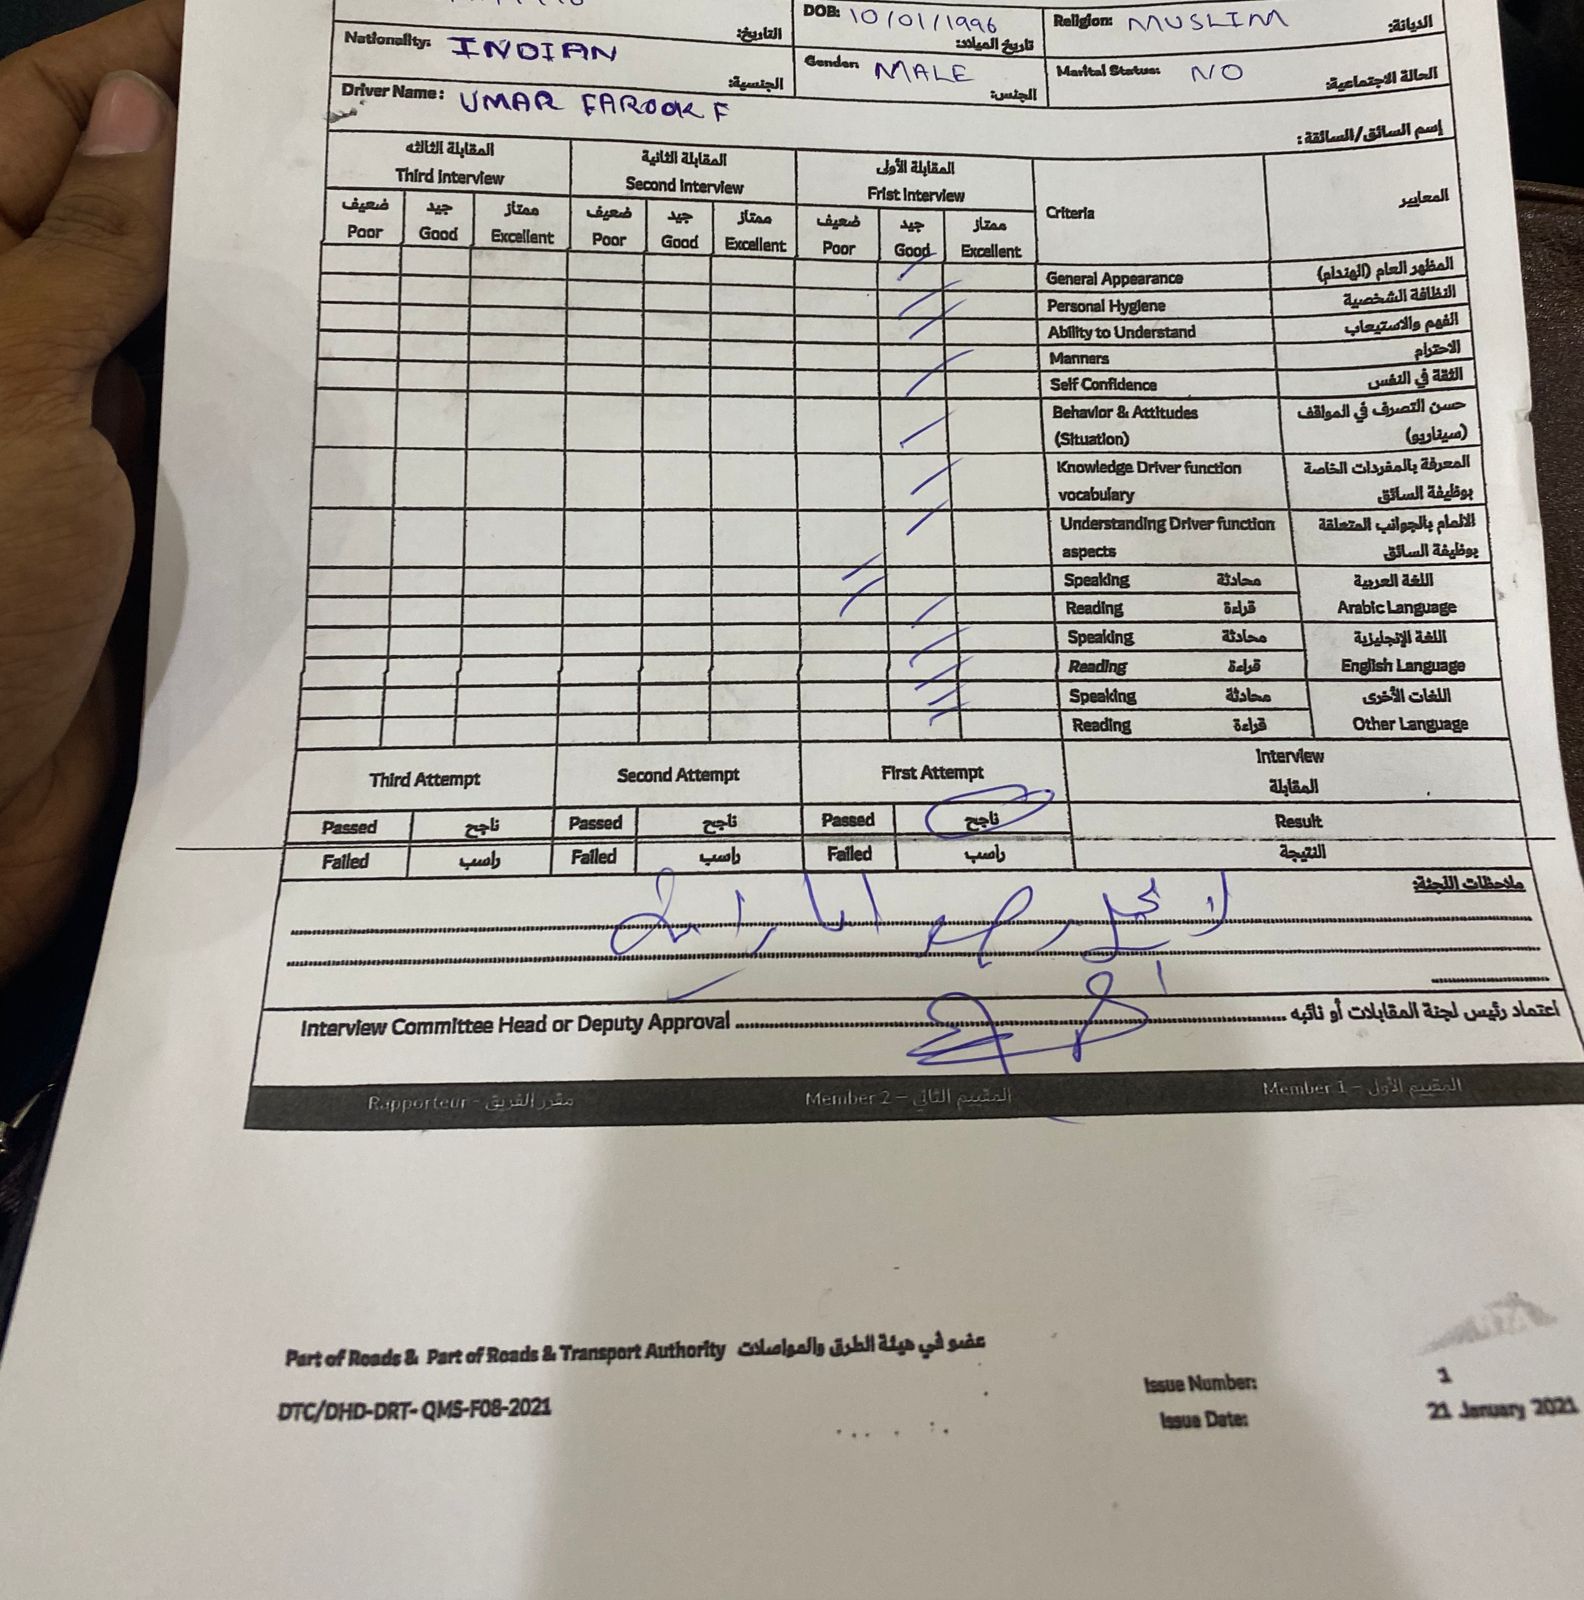 DOB: 10/01/1996 تاريخ الميلاد:
Religion: MUSLIM الديانة:
Nationality: INDIAN الجنسية:
التاريخ:
Gender: MALE الجنس:
Marital Status: NO الحالة الاجتماعية:
Driver Name: UMAR FAROOK F إسم السائق/السائقة:
المقابلة الثالثه المقابلة الثانية المقابلة الأولى
Third Interview Second Interview Frist Interview Criteria المعايير
ضعيف جيد ممتاز ضعيف جيد ممتاز ضعيف جيد ممتاز
Poor Good Excellent Poor Good Excellent Poor Good Excellent
General Appearance المظهر العام (الهندام)
Personal Hygiene النظافة الشخصية
Ability to Understand الفهم والاستيعاب
Manners الاحترام
Self Confidence الثقة في النفس
Behavior & Attitudes حسن التصرف في المواقف
(Situation) (سيناريو)
Knowledge Driver function المعرفة بالمفردات الخاصة
vocabulary بوظيفة السائق
Understanding Driver function الالمام بالجوانب المتعلقة
aspects بوظيفة السائق
Speaking محادثة اللغة العربية
Reading قراءة Arabic Language
Speaking محادثة اللغة الإنجليزية
Reading قراءة English Language
Speaking محادثة اللغات الأخرى
Reading قراءة Other Language
Third Attempt Second Attempt First Attempt Interview
المقابلة
Passed ناجح Passed ناجح Passed ناجح Result
Failed راسب Failed راسب Failed راسب النتيجة
ملاحظات اللجنة:
Interview Committee Head or Deputy Approval اعتماد رئيس لجنة المقابلات أو نائبه
Rapporteur - مقرر الفريق Member 2 – المقييم الثاني Member 1 – المقييم الأول
Part of Roads & Part of Roads & Transport Authority عضو في هيئة الطرق والمواصلات
DTC/DHD-DRT- QMS-F08-2021
Issue Number: 1
Issue Date: 21 January 2021